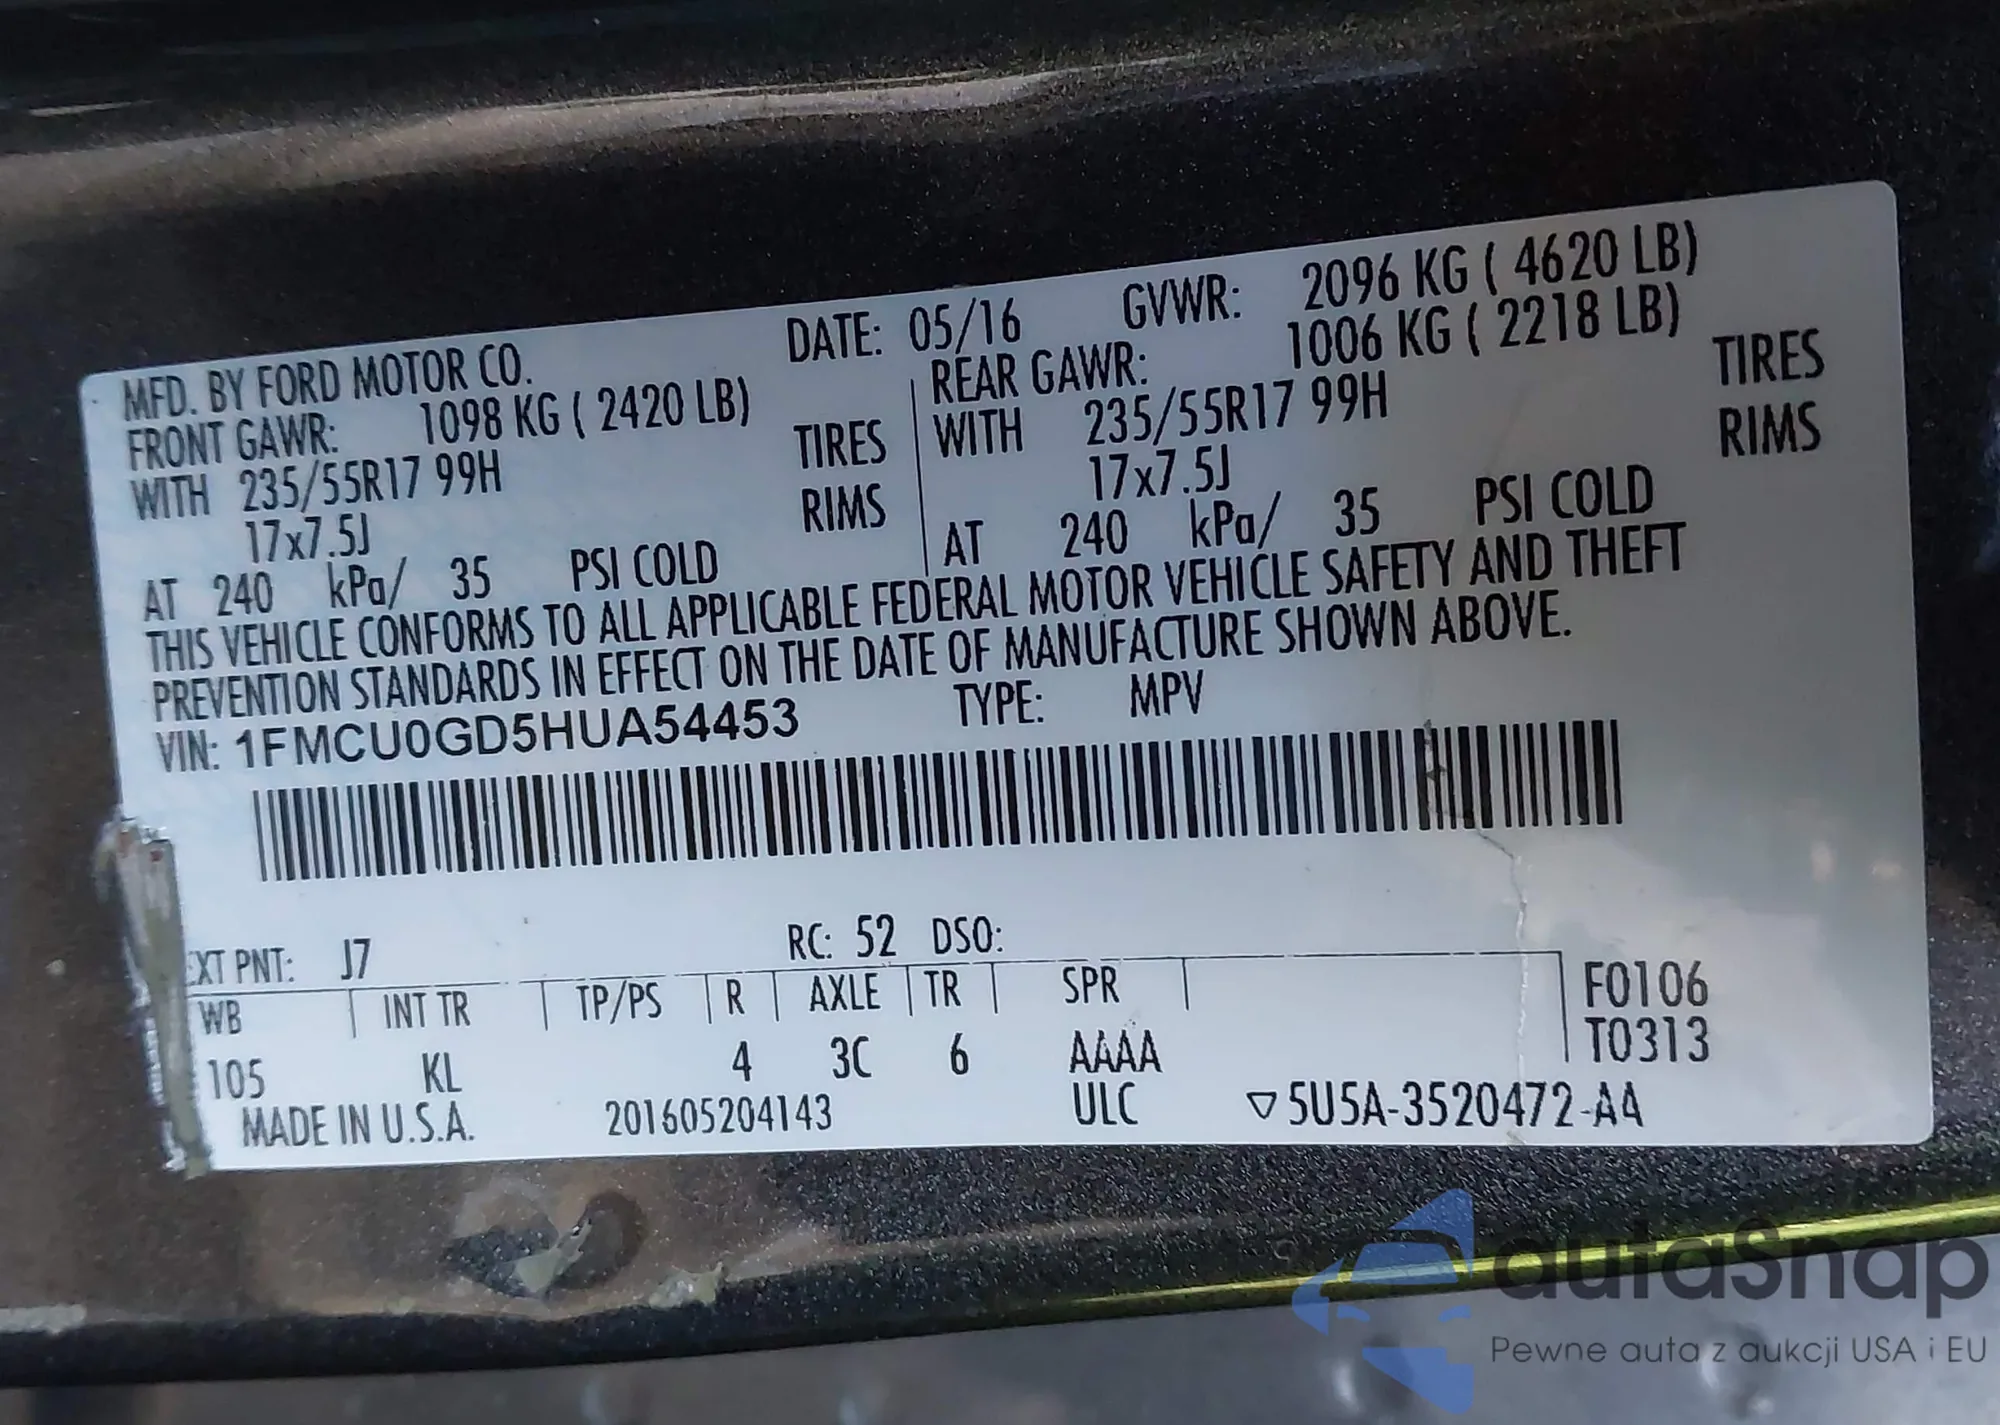 MFD. BY FORD MOTOR CO. DATE: 05/16 GVWR: 2096 KG ( 4620 LB)
FRONT GAWR: 1098 KG ( 2420 LB) REAR GAWR: 1006 KG ( 2218 LB)
WITH 235/55R17 99H TIRES WITH 235/55R17 99H TIRES
17x7.5J RIMS 17x7.5J RIMS
AT 240 kPa/ 35 PSI COLD AT 240 kPa/ 35 PSI COLD
THIS VEHICLE CONFORMS TO ALL APPLICABLE FEDERAL MOTOR VEHICLE SAFETY AND THEFT
PREVENTION STANDARDS IN EFFECT ON THE DATE OF MANUFACTURE SHOWN ABOVE.
VIN: 1FMCU0GD5HUA54453 TYPE: MPV
EXT PNT: J7 RC: 52 DSO:
WB INT TR TP/PS R AXLE TR SPR F0106
105 KL 4 3C 6 AAAA T0313
MADE IN U.S.A. 201605204143 ULC ▽5U5A-3520472-AA
autaSnap
Pewne auta z aukcji USA i EU